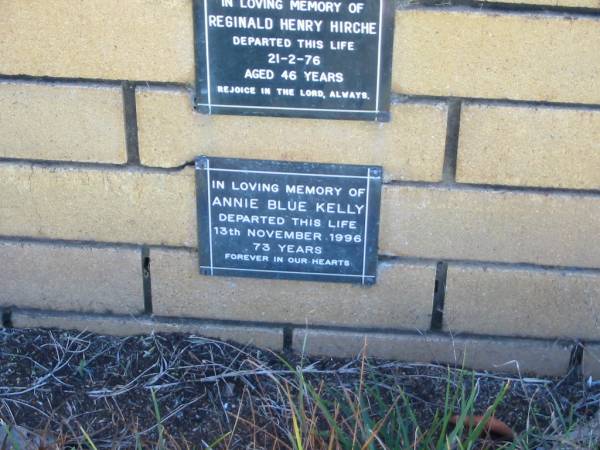 IN LOVING MEMORY OF
REGINALD HENRY HIRCHE
DEPARTED THIS LIFE
21-2-76
AGED 46 YEARS
REJOICE IN THE LORD, ALWAYS.
IN LOVING MEMORY OF
ANNIE BLUE KELLY
DEPARTED THIS LIFE
13th NOVEMBER 1996
73 YEARS
FOREVER IN OUR HEARTS